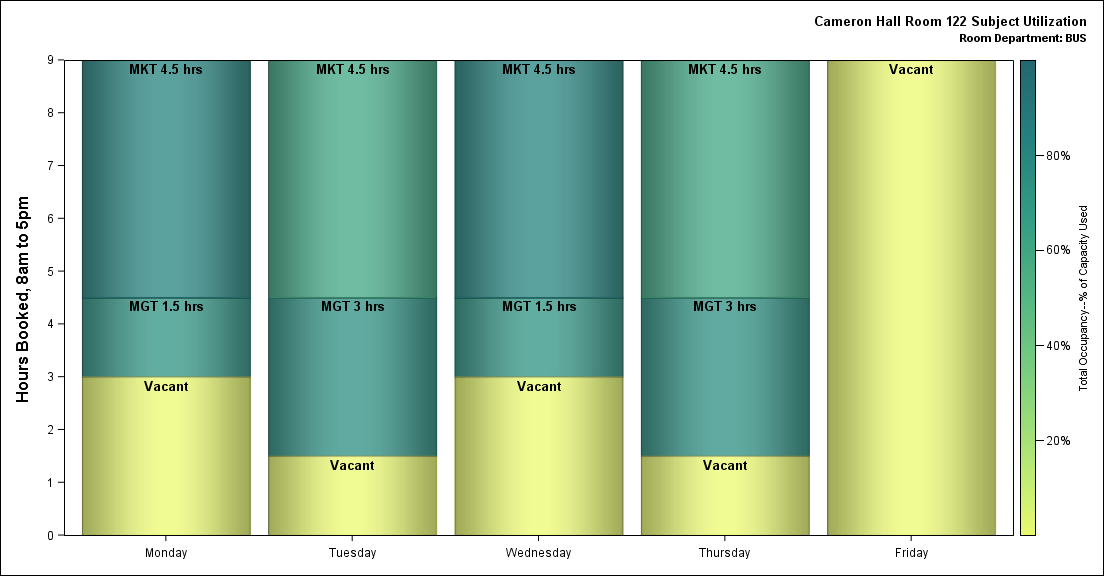 Cameron Hall Room 122 Subject Utilization
Room Department: BUS
Hours Booked, 8am to 5pm
9
8
7
6
5
4
3
2
1
0
MKT 4.5 hrs
MGT 1.5 hrs
Vacant
MKT 4.5 hrs
MGT 3 hrs
Vacant
MKT 4.5 hrs
MGT 1.5 hrs
Vacant
MKT 4.5 hrs
MGT 3 hrs
Vacant
Vacant
Monday
Tuesday
Wednesday
Thursday
Friday
80%
60%
40%
20%
Total Occupancy--% of Capacity Used